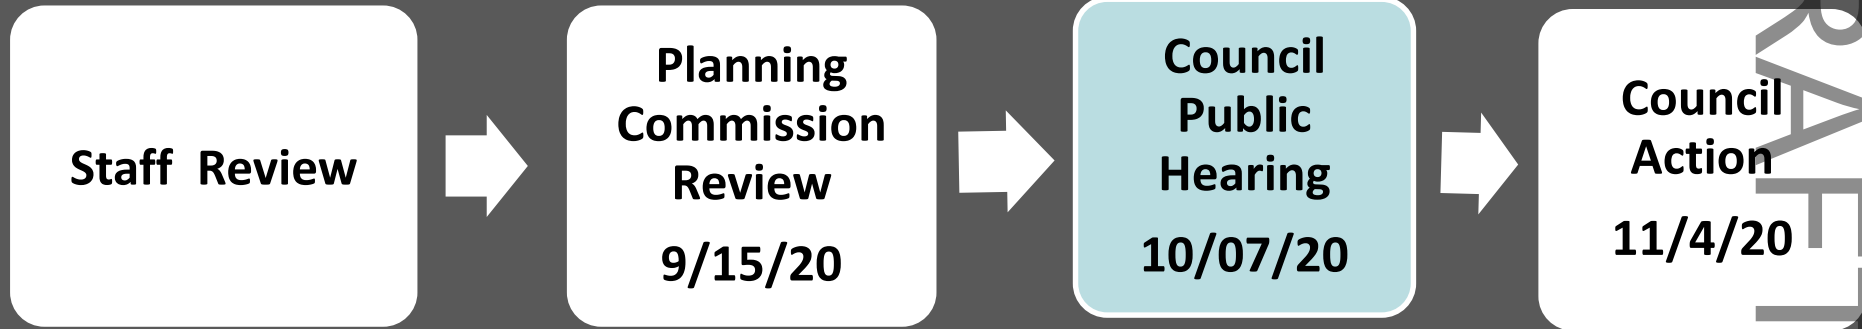 Staff Review
Planning
Commission
Review
9/15/20
Council
Public
Hearing
10/07/20
Council
Action
11/4/20
RAFT